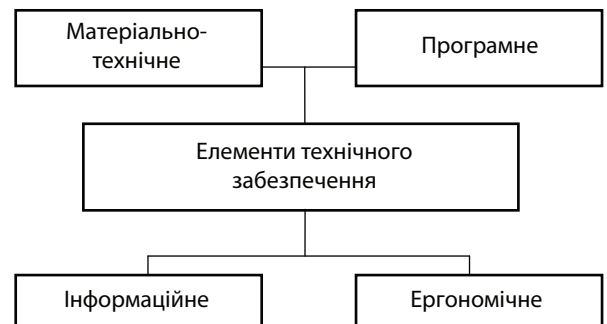 Матеріально-
технічне
Програмне
Елементи технічного
забезпечення
Інформаційне
Ергономічне